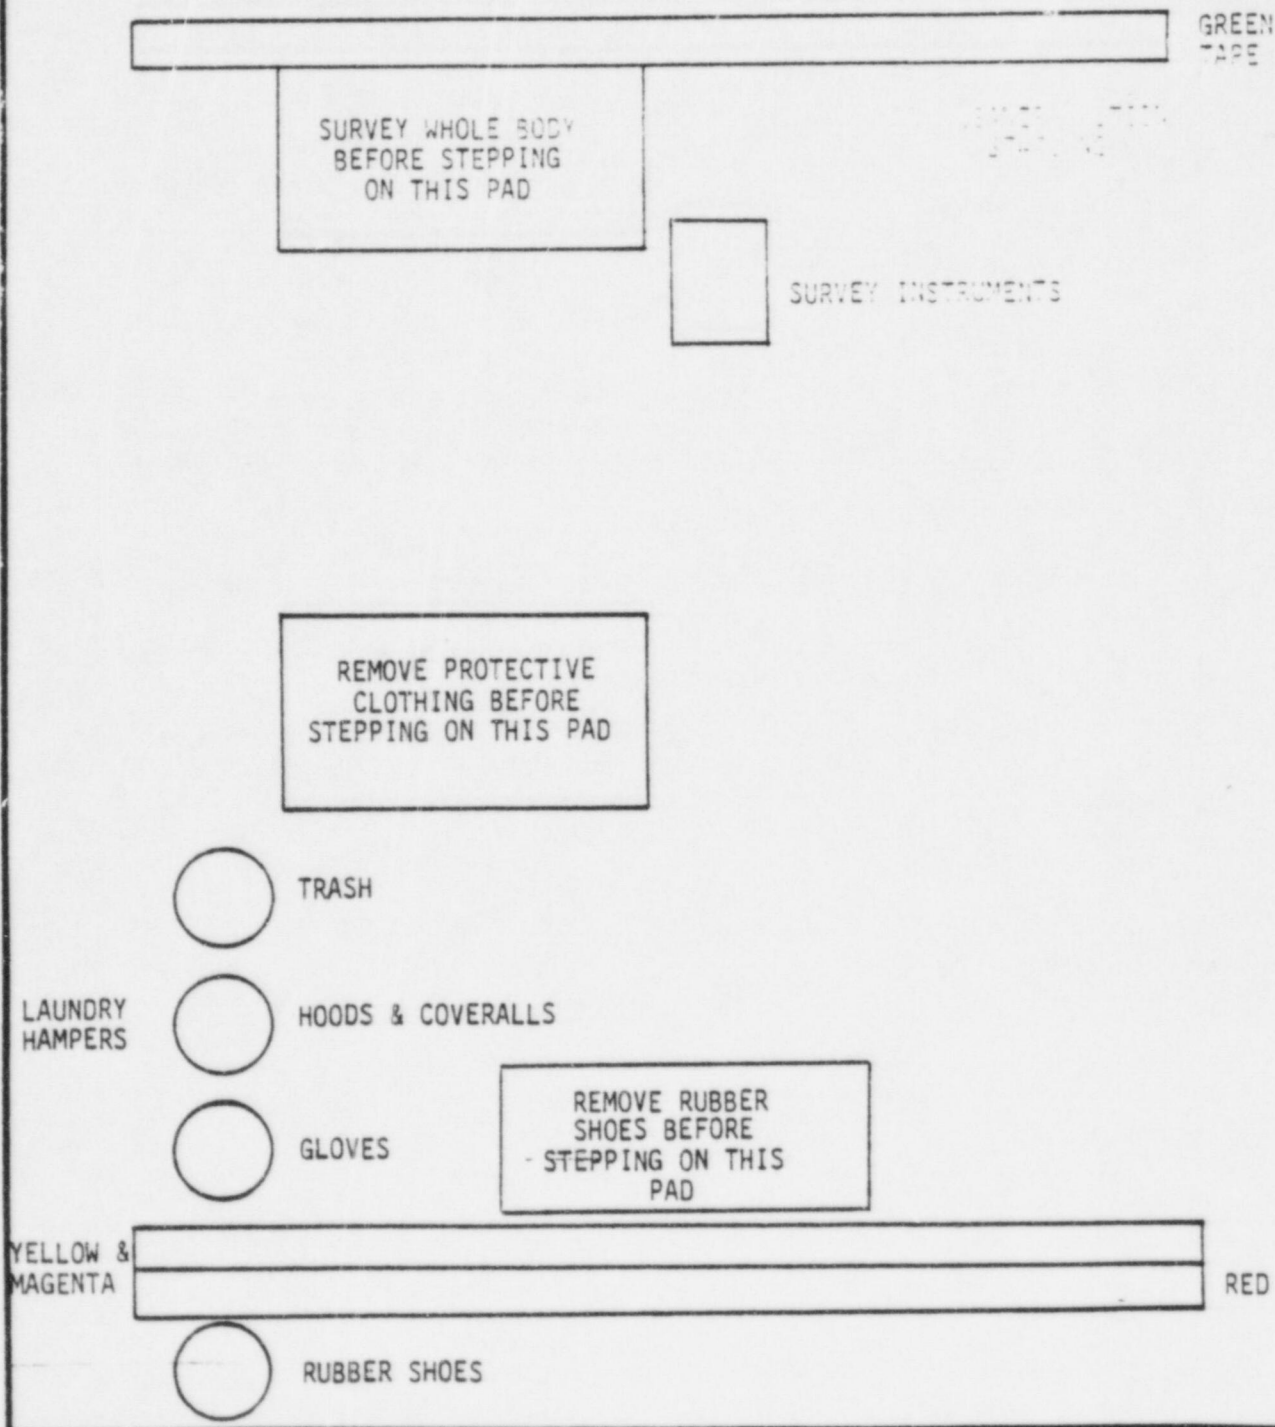 GREEN
TAPE
SURVEY WHOLE BODY
BEFORE STEPPING
ON THIS PAD
SURVEY INSTRUMENTS
REMOVE PROTECTIVE
CLOTHING BEFORE
STEPPING ON THIS PAD
TRASH
LAUNDRY
HAMPERS
HOODS & COVERALLS
REMOVE RUBBER
SHOES BEFORE
STEPPING ON THIS
PAD
GLOVES
YELLOW &
MAGENTA
RED
RUBBER SHOES